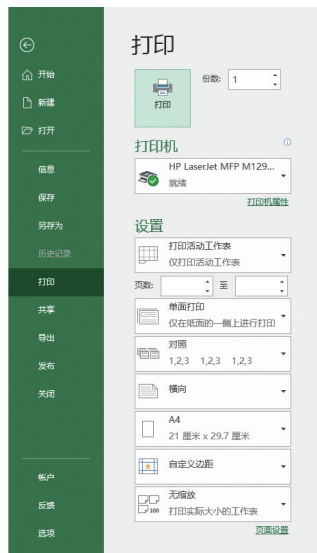 打印
开始
新建
打开
信息
保存
另存为
历史记录
打印
共享
导出
发布
关闭
帐户
反馈
选项
打印
份数: 1
打印机
HP LaserJet MFP M129...
就绪
打印机属性
设置
打印活动工作表
仅打印活动工作表
页数: 至
单面打印
仅在纸面的一侧上进行打印
对照
1,2,3 1,2,3 1,2,3
横向
A4
21 厘米 x 29.7 厘米
自定义边距
无缩放
100 打印实际大小的工作表
页面设置